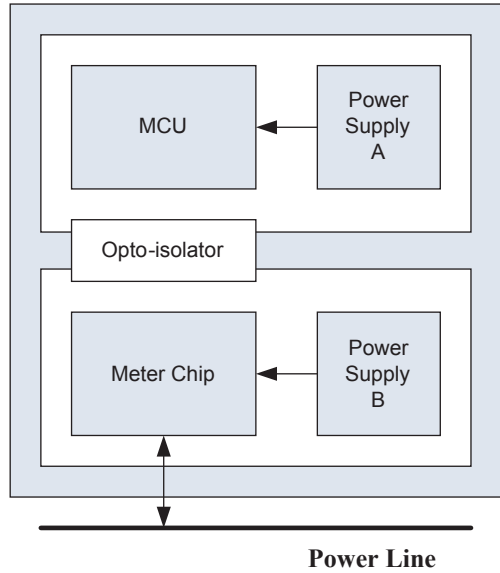 MCU
Power
Supply
A
Opto-isolator
Meter Chip
Power
Supply
B
Power Line